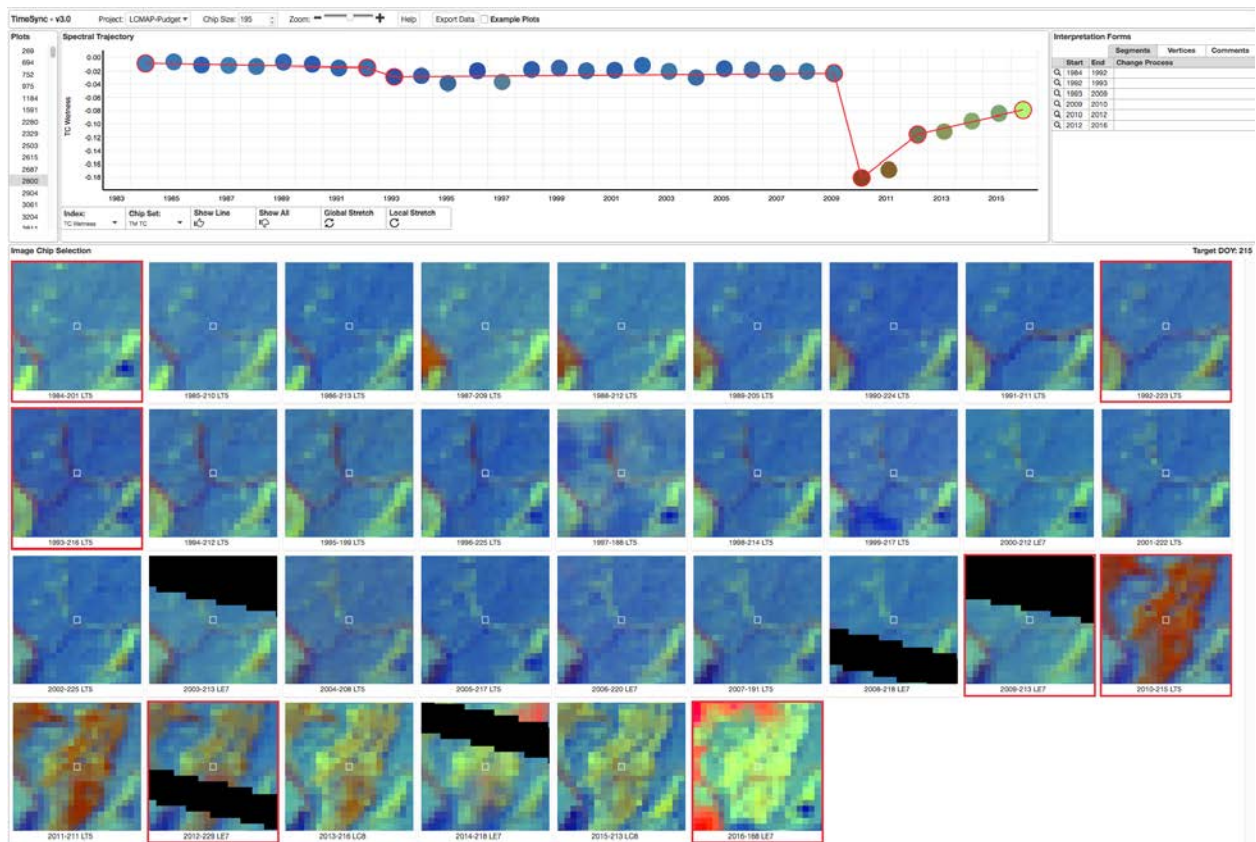 TimeSync - v3.0 Project: LCMAP-Pudget Chip Size: 195 Zoom: Help Export Data Example Plots
Plots
269
694
752
975
1184
1591
2280
2329
2503
2615
2687
2800
2904
3061
3204
Spectral Trajectory
TC Wetness
0.00
-0.02
-0.04
-0.06
-0.08
-0.10
-0.12
-0.14
-0.16
-0.18
1983 1985 1987 1989 1991 1993 1995 1997 1999 2001 2003 2005 2007 2009 2011 2013 2015
Index: Chip Set: Show Line Show All Global Stretch Local Stretch
TC Wetness TM TC
Interpretation Forms
Segments Vertices Comments
Start End Change Process
1984 1992
1992 1993
1993 2009
2009 2010
2010 2012
2012 2016
Image Chip Selection Target DOY: 215
1984-201 LT5 1985-210 LT5 1986-213 LT5 1987-209 LT5 1988-212 LT5 1989-205 LT5 1990-224 LT5 1991-211 LT5 1992-223 LT5
1993-216 LT5 1994-212 LT5 1995-199 LT5 1996-225 LT5 1997-188 LT5 1998-214 LT5 1999-217 LT5 2000-212 LE7 2001-222 LT5
2002-225 LT5 2003-213 LE7 2004-208 LT5 2005-217 LT5 2006-220 LE7 2007-191 LT5 2008-218 LE7 2009-213 LE7 2010-215 LT5
2011-211 LT5 2012-229 LE7 2013-216 LC8 2014-218 LE7 2015-213 LC8 2016-168 LE7